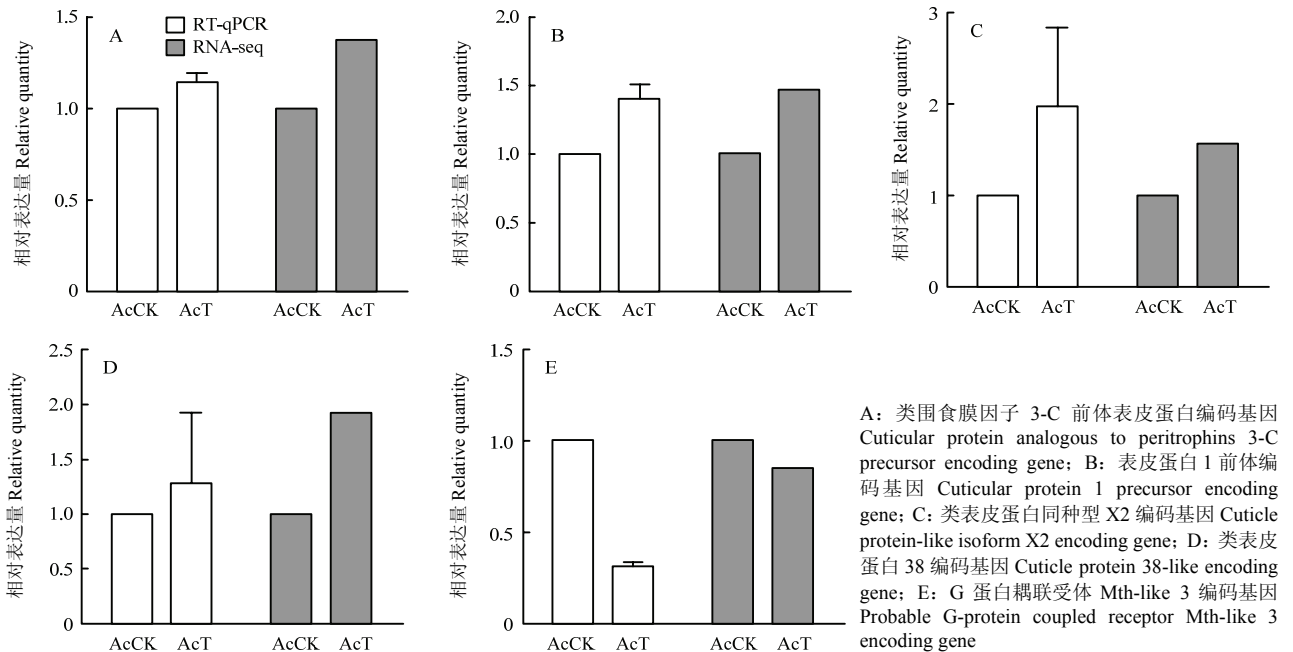 A
RT-qPCR
RNA-seq
相对表达量 Relative quantity
1.5
1.0
0.5
0
AcCK AcT AcCK AcT
B
相对表达量 Relative quantity
2.0
1.5
1.0
0.5
0
AcCK AcT AcCK AcT
C
相对表达量 Relative quantity
3
2
1
0
AcCK AcT AcCK AcT
D
相对表达量 Relative quantity
2.5
2.0
1.5
1.0
0.5
0
AcCK AcT AcCK AcT
E
相对表达量 Relative quantity
1.5
1.0
0.5
0
AcCK AcT AcCK AcT
A：类围食膜因子 3-C 前体表皮蛋白编码基因
Cuticular protein analogous to peritrophins 3-C
precursor encoding gene；B：表皮蛋白 1 前体编
码基因 Cuticular protein 1 precursor encoding
gene；C：类表皮蛋白同种型 X2 编码基因 Cuticle
protein-like isoform X2 encoding gene；D：类表皮
蛋白 38 编码基因 Cuticle protein 38-like encoding
gene；E：G 蛋白耦联受体 Mth-like 3 编码基因
Probable G-protein coupled receptor Mth-like 3
encoding gene